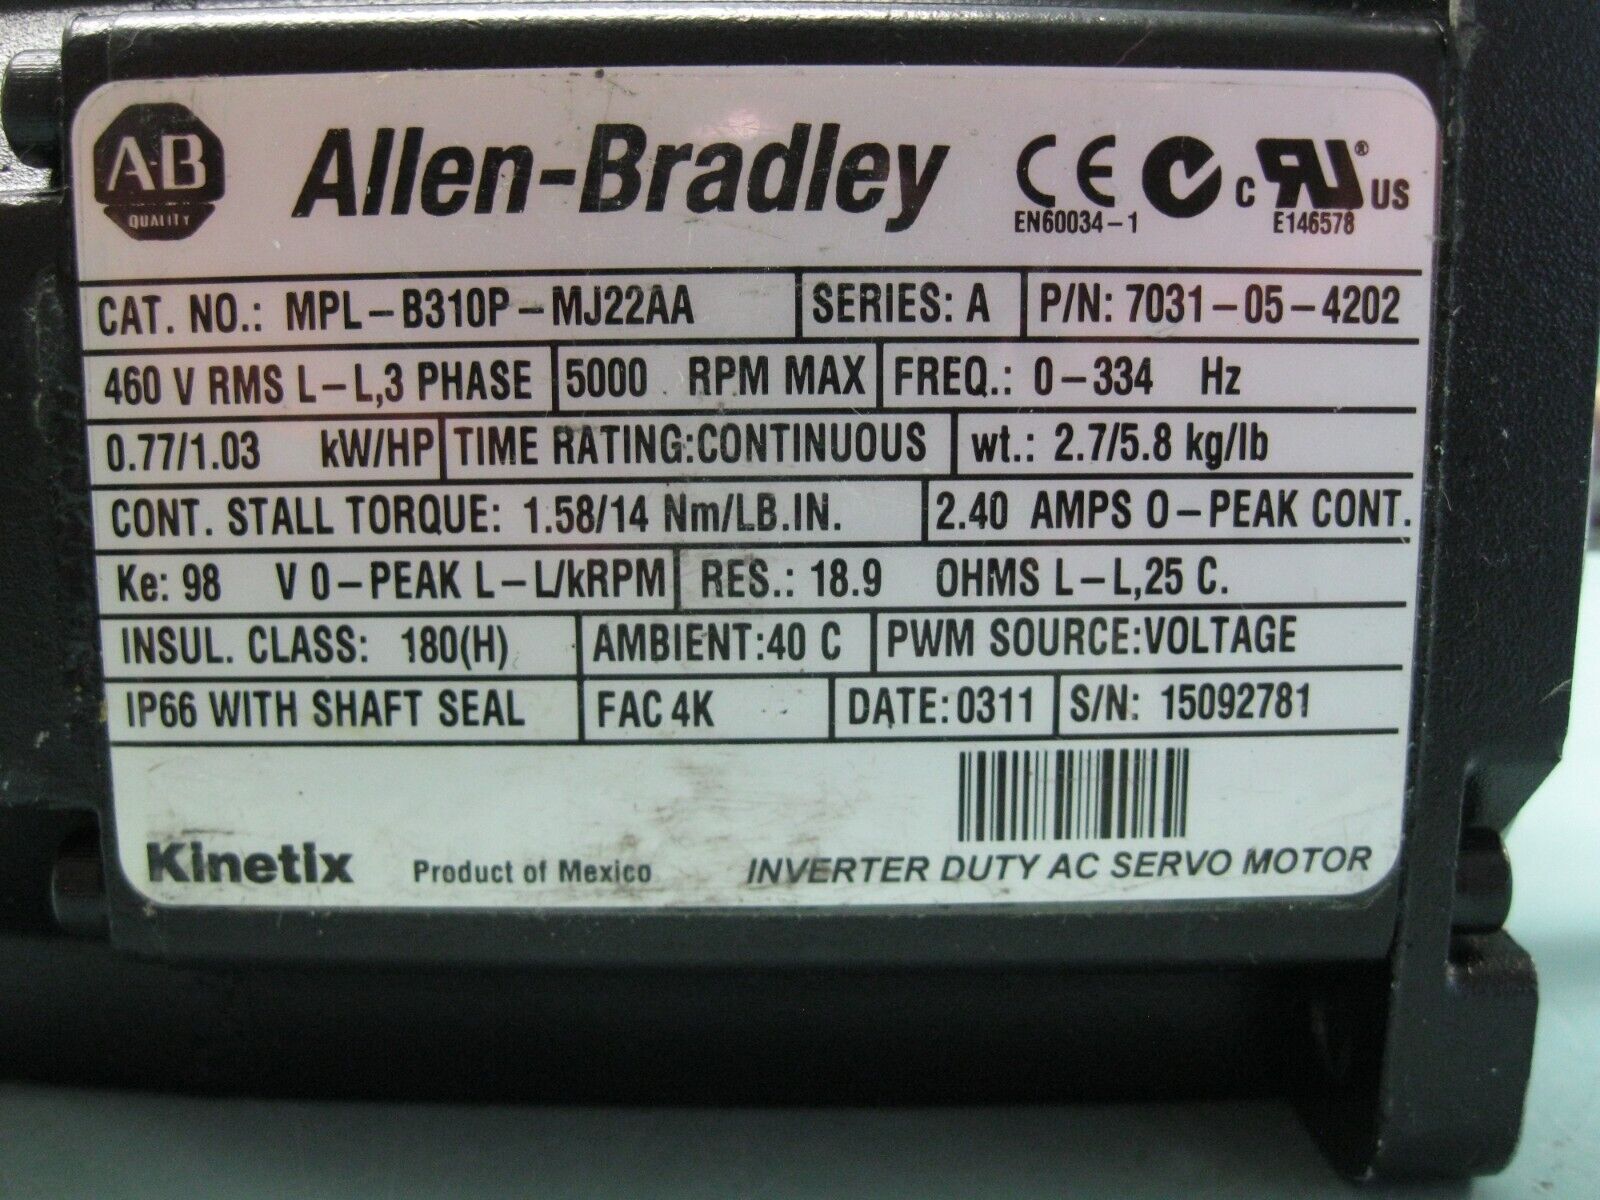 A-B QUALITY Allen-Bradley CE EN60034-1 c RU® US E146578
CAT. NO.: MPL-B310P-MJ22AA SERIES: A P/N: 7031-05-4202
460 V RMS L-L,3 PHASE 5000 RPM MAX FREQ.: 0-334 Hz
0.77/1.03 kW/HP TIME RATING:CONTINUOUS wt.: 2.7/5.8 kg/lb
CONT. STALL TORQUE: 1.58/14 Nm/LB.IN. 2.40 AMPS 0-PEAK CONT.
Ke: 98 V 0-PEAK L-L/kRPM RES.: 18.9 OHMS L-L,25 C.
INSUL. CLASS: 180(H) AMBIENT:40 C PWM SOURCE:VOLTAGE
IP66 WITH SHAFT SEAL FAC 4K DATE:0311 S/N: 15092781
Kinetix Product of Mexico INVERTER DUTY AC SERVO MOTOR